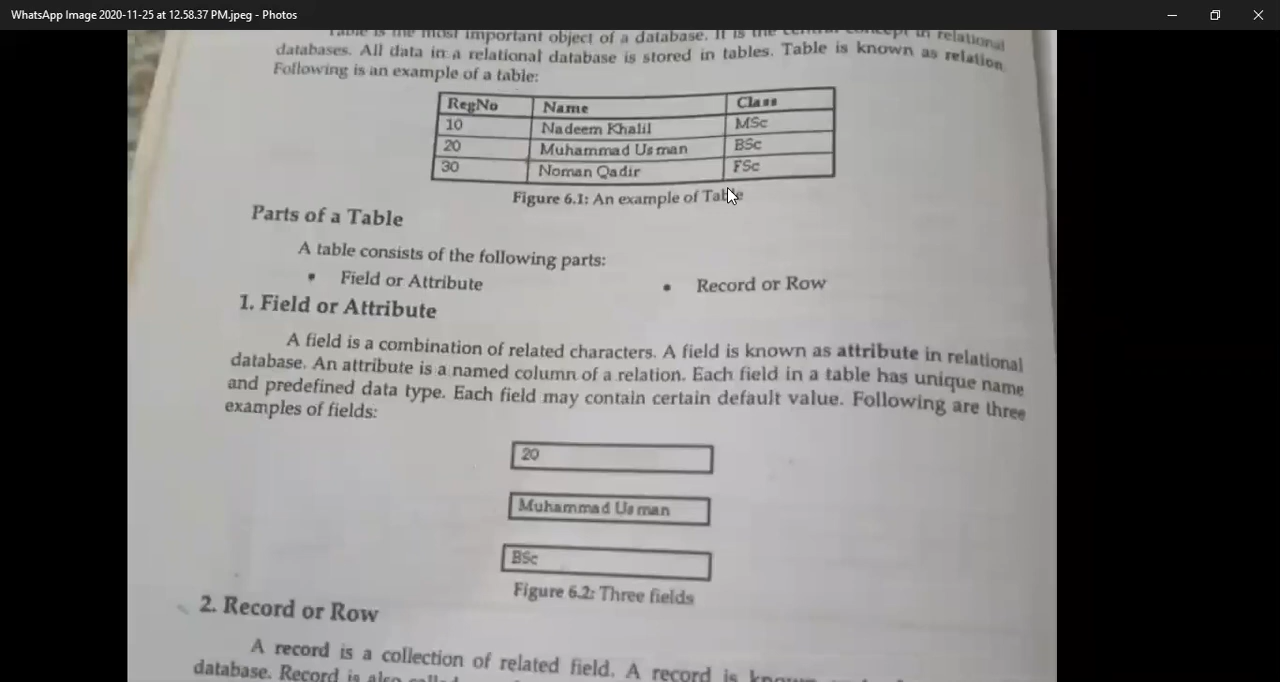 WhatsApp Image 2020-11-25 at 12.58.37 PM.jpeg - Photos
Table is the most important object of a database. It is the central concept in relational
databases. All data in a relational database is stored in tables. Table is known as relation.
Following is an example of a table:
RegNo Name Class
10 Nadeem Khalil MSc
20 Muhammad Usman BSc
30 Noman Qadir FSc
Figure 6.1: An example of Table
Parts of a Table
A table consists of the following parts:
• Field or Attribute • Record or Row
1. Field or Attribute
A field is a combination of related characters. A field is known as attribute in relational
database. An attribute is a named column of a relation. Each field in a table has unique name
and predefined data type. Each field may contain certain default value. Following are three
examples of fields:
20
Muhammad Usman
BSc
Figure 6.2: Three fields
2. Record or Row
A record is a collection of related field. A record is
database. Record is also